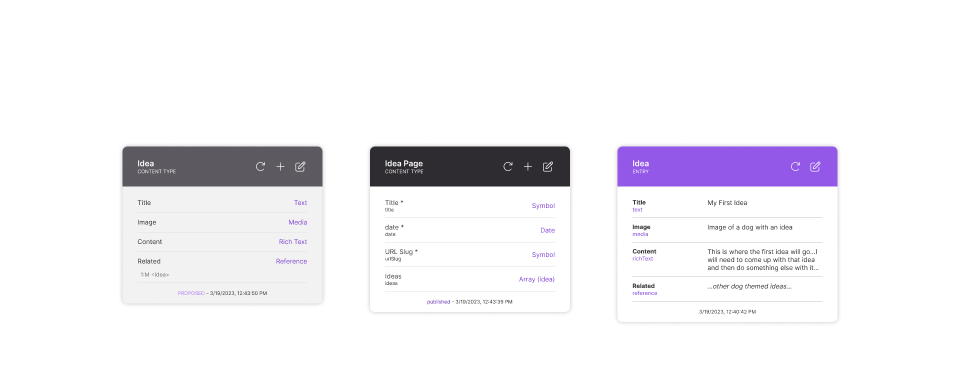 Idea
CONTENT TYPE
Title Text
Image Media
Content Rich Text
Related Reference
1:M <Idea>
PROPOSED - 3/19/2023, 12:43:50 PM
Idea Page
CONTENT TYPE
Title * Symbol
title
date * Date
date
URL Slug * Symbol
urlSlug
Ideas Array (Idea)
ideas
published - 3/19/2023, 12:43:39 PM
Idea
ENTRY
Title My First Idea
text
Image Image of a dog with an idea
media
Content This is where the first idea will go...I
richText will need to come up with that idea
and then do something else with it...
Related ...other dog themed ideas...
reference
3/19/2023, 12:40:42 PM